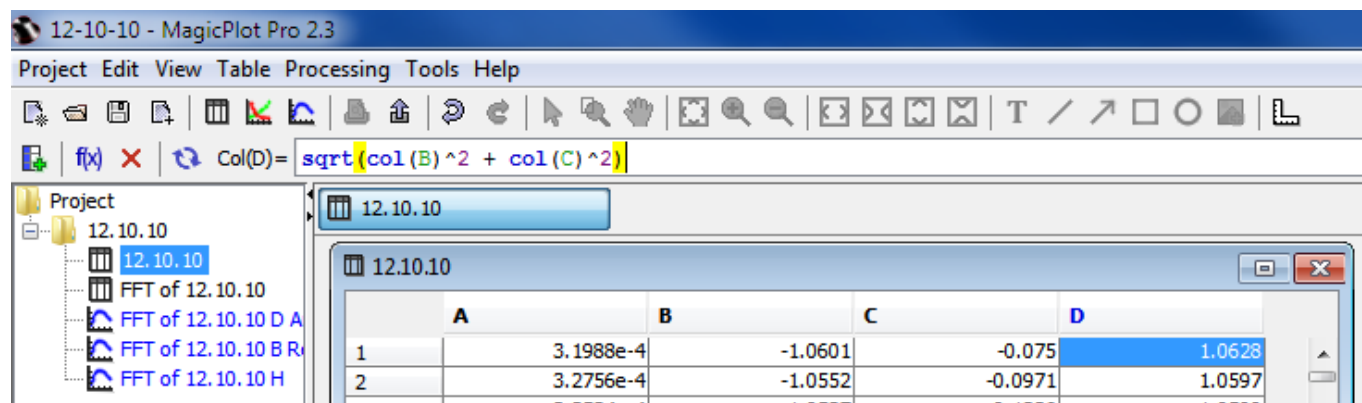 12-10-10 - MagicPlot Pro 2.3
Project Edit View Table Processing Tools Help
T
f(x) Col(D)= sqrt(col(B)^2 + col(C)^2)
Project
12.10.10
12.10.10
12.10.10
FFT of 12.10.10
FFT of 12.10.10 D A
FFT of 12.10.10 B Re
FFT of 12.10.10 H
12.10.10
A B C D
1 3.1988e-4 -1.0601 -0.075 1.0628
2 3.2756e-4 -1.0552 -0.0971 1.0597